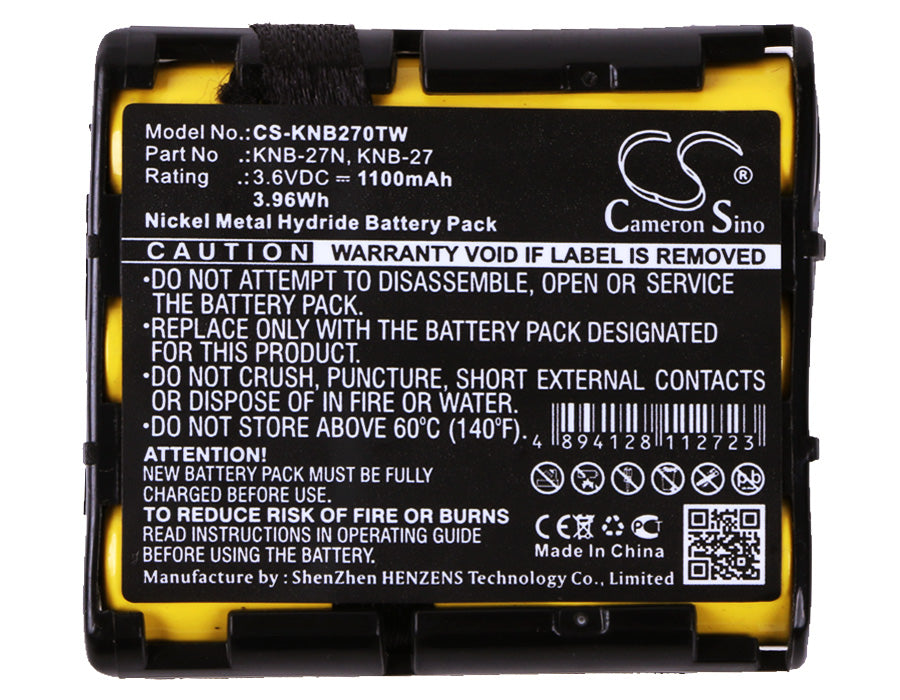 Model No.:CS-KNB270TW
Part No .:KNB-27N, KNB-27
Rating .:3.6VDC ⎓ 1100mAh
3.96Wh
Nickel Metal Hydride Battery Pack
Cameron Sino
®
CAUTION WARRANTY VOID IF LABEL IS REMOVED
•DO NOT ATTEMPT TO DISASSEMBLE, OPEN OR SERVICE
THE BATTERY PACK.
•REPLACE ONLY WITH THE BATTERY PACK DESIGNATED
FOR THIS PRODUCT.
•DO NOT CRUSH, PUNCTURE, SHORT EXTERNAL CONTACTS
OR DISPOSE OF IN FIRE OR WATER.
•DO NOT STORE ABOVE 60°C (140°F).
4 894128 112723
ATTENTION!
NEW BATTERY PACK MUST BE FULLY
CHARGED BEFORE USE.
TO REDUCE RISK OF FIRE OR BURNS
READ INSTRUCTIONS IN OPERATING GUIDE
BEFORE USING THE BATTERY.
Pb
CE EAC PCT
Made In China
Manufacture by : ShenZhen HENZENS Technology Co., Limited